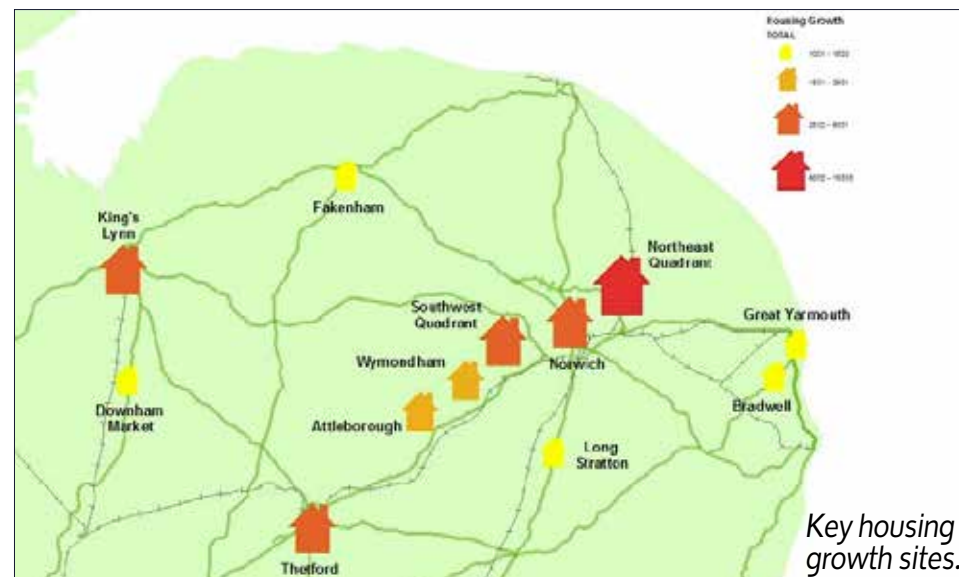 Housing Growth
TOTAL
Fakenham
King's
Lynn
Northeast
Quadrant
Southwest
Quadrant
Great Yarmouth
Wymondham
Norwich
Downham
Market
Attleborough
Bradwell
Long
Stratton
Thetford
Key housing
growth sites.